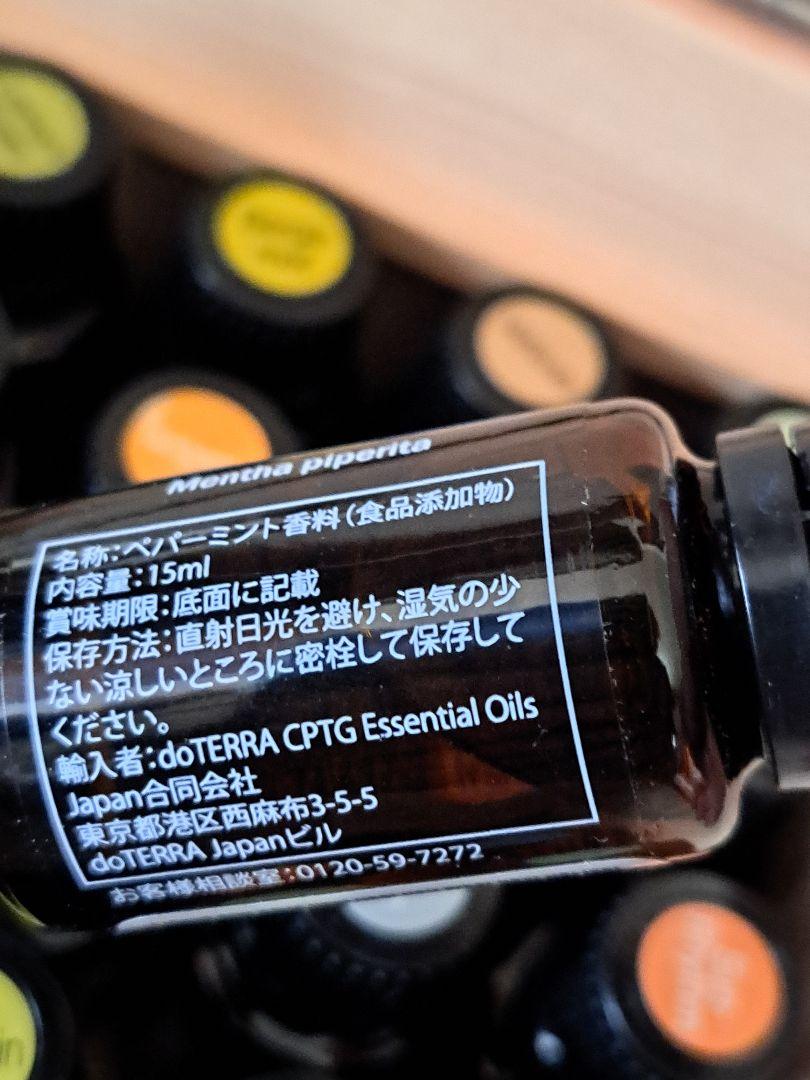 Mentha piperita
名称：ペパーミント香料（食品添加物）
内容量：15ml
賞味期限：底面に記載
保存方法：直射日光を避け、湿気の少
ない涼しいところに密栓して保存して
ください。
輸入者：doTERRA CPTG Essential Oils
Japan合同会社
東京都港区西麻布3-5-5
doTERRA Japanビル
お客様相談室：0120-59-7272